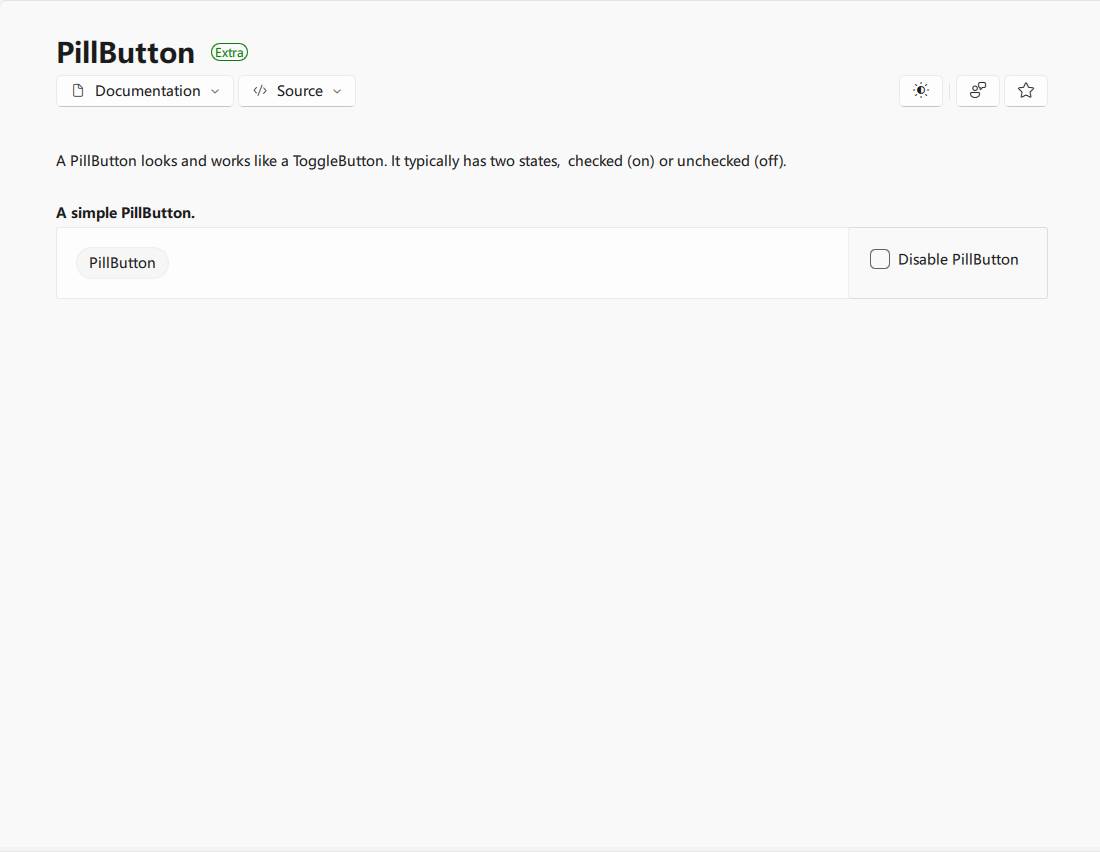 PillButton Extra
Documentation Source
A PillButton looks and works like a ToggleButton. It typically has two states,  checked (on) or unchecked (off).
A simple PillButton.
PillButton Disable PillButton